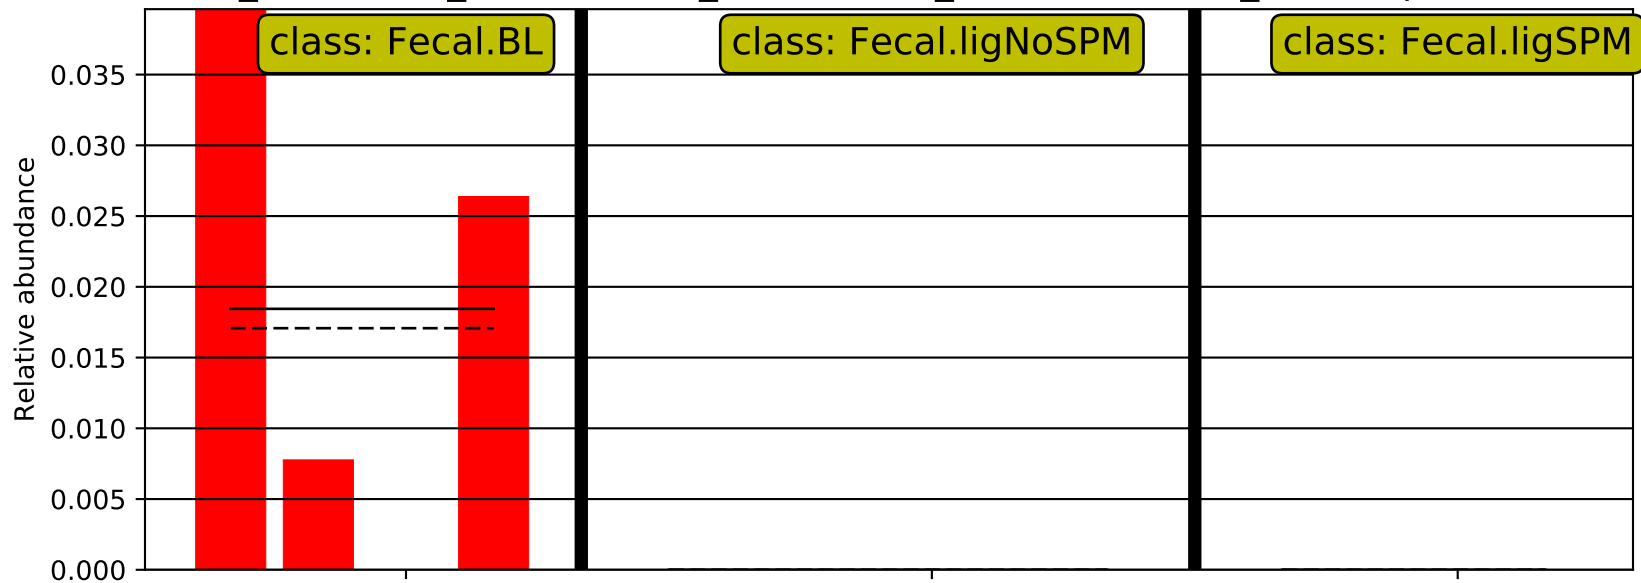 class: Fecal.BL
class: Fecal.ligNoSPM
class: Fecal.ligSPM
0.035
0.030
0.025
0.020
0.015
0.010
0.005
0.000
Relative abundance